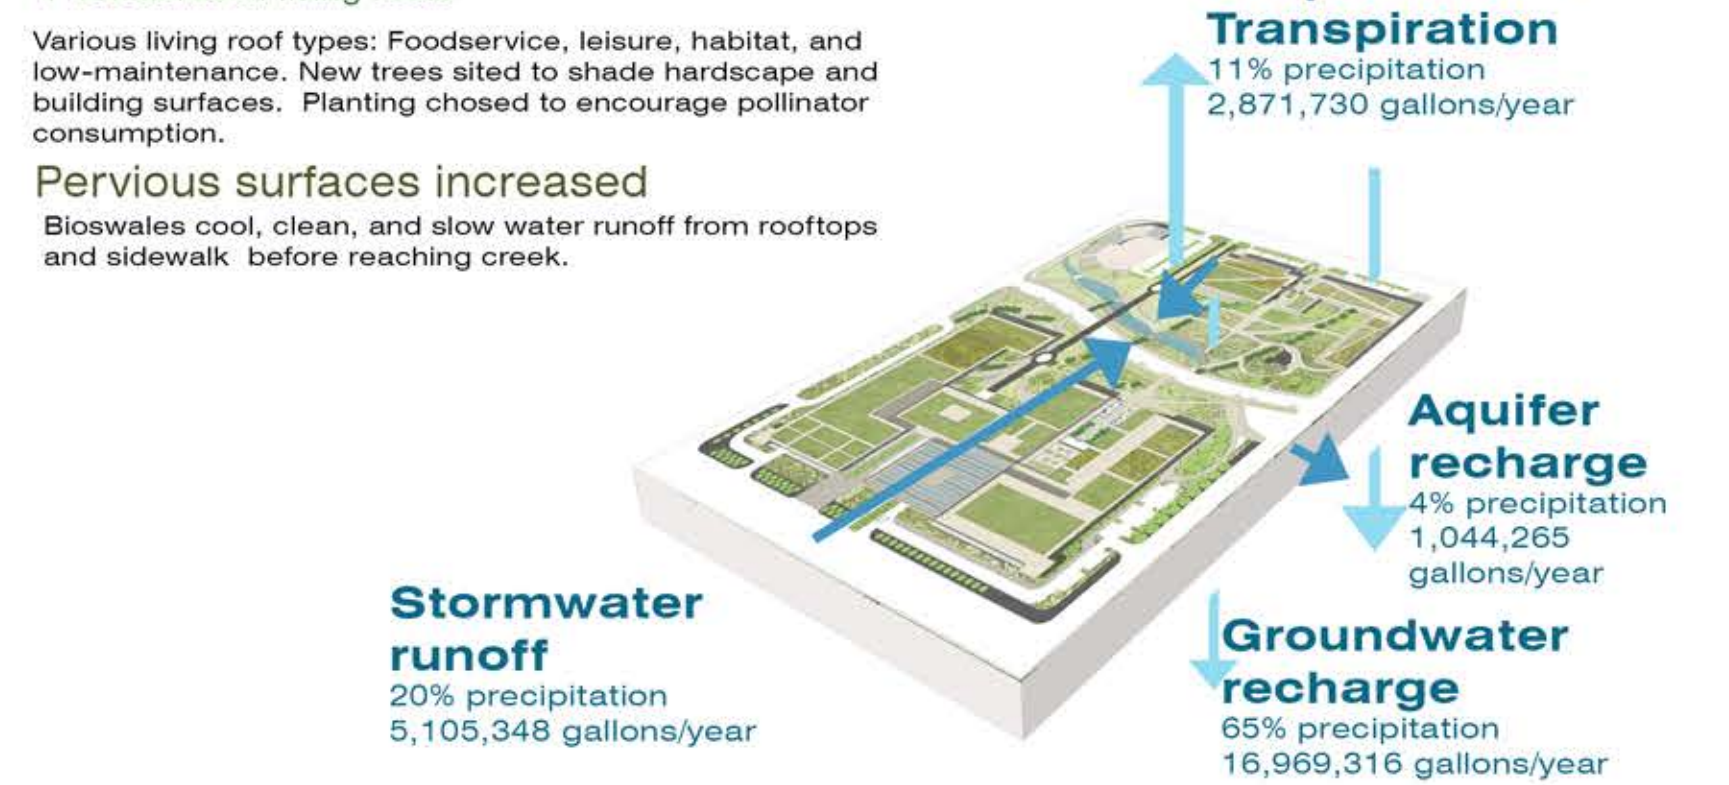 Various living roof types: Foodservice, leisure, habitat, and
low-maintenance. New trees sited to shade hardscape and
building surfaces.  Planting chosed to encourage pollinator
consumption.
Pervious surfaces increased
Bioswales cool, clean, and slow water runoff from rooftops
and sidewalk  before reaching creek.
Transpiration
11% precipitation
2,871,730 gallons/year
Aquifer
recharge
4% precipitation
1,044,265
gallons/year
Stormwater
runoff
20% precipitation
5,105,348 gallons/year
Groundwater
recharge
65% precipitation
16,969,316 gallons/year